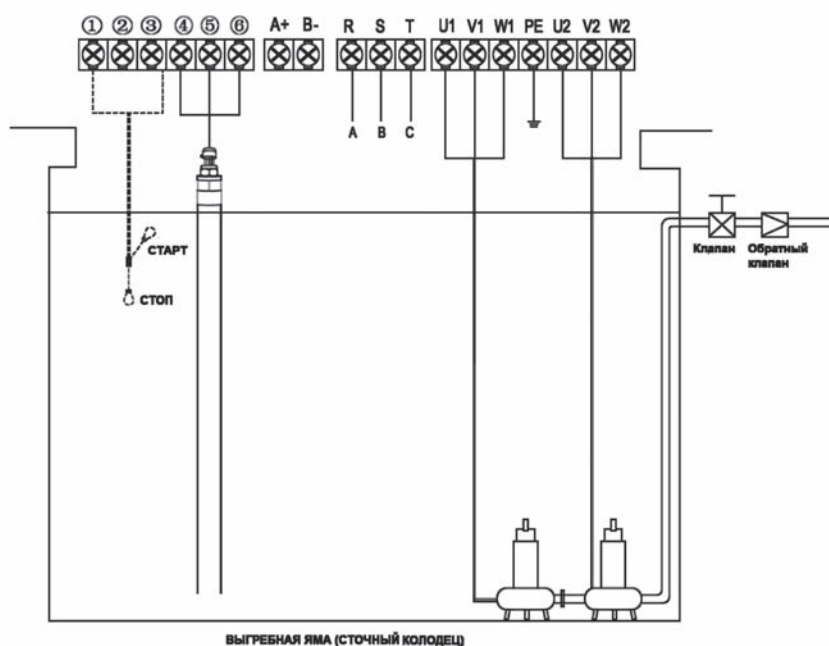 ① ② ③ ④ ⑤ ⑥ A+ B- R S T U1 V1 W1 PE U2 V2 W2
A B C
СТАРТ
СТОП
Клапан
Обратный
клапан
ВЫГРЕБНАЯ ЯМА (СТОЧНЫЙ КОЛОДЕЦ)